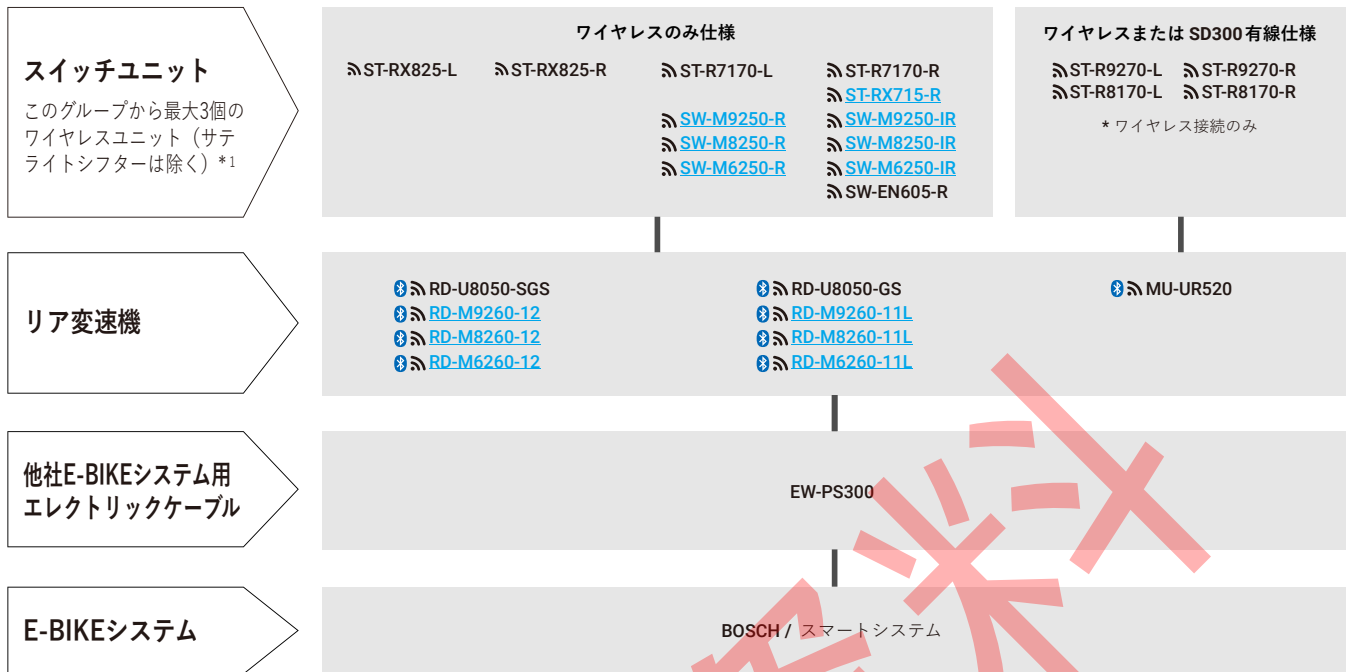 スイッチユニット
このグループから最大3個の
ワイヤレスユニット（サテ
ライトシフターは除く）*1
ワイヤレスのみ仕様
ST-RX825-L ST-RX825-R ST-R7170-L ST-R7170-R
ST-RX715-R
SW-M9250-R SW-M9250-IR
SW-M8250-R SW-M8250-IR
SW-M6250-R SW-M6250-IR
SW-EN605-R
ワイヤレスまたは SD300有線仕様
ST-R9270-L ST-R9270-R
ST-R8170-L ST-R8170-R
* ワイヤレス接続のみ
リア変速機
RD-U8050-SGS RD-U8050-GS MU-UR520
RD-M9260-12 RD-M9260-11L
RD-M8260-12 RD-M8260-11L
RD-M6260-12 RD-M6260-11L
他社E-BIKEシステム用
エレクトリックケーブル
EW-PS300
E-BIKEシステム
BOSCH / スマートシステム
料